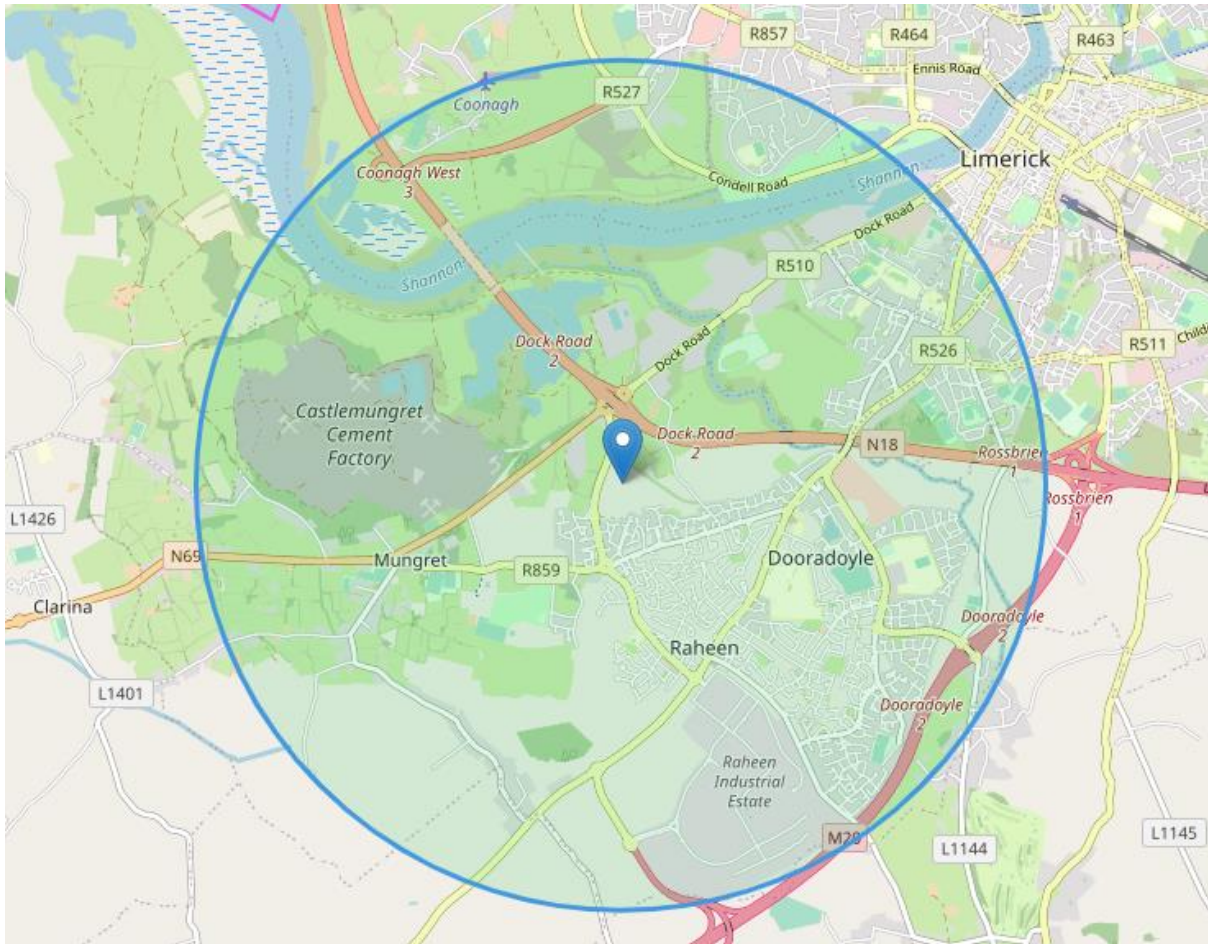 R857
R464
R463
Ennis Road
Coonagh
R527
Limerick
Coonagh West
3
Condell Road
Shannon
Dock Road
R510
Shannon
Dock Road
2
Dock Road
R526
R511
Castlemungret
Cement
Factory
Dock Road
2
N18
Rossbrien
1
Rossbrien
1
L1426
N69
Mungret
R859
Dooradoyle
Clarina
Dooradoyle
2
Raheen
L1401
Dooradoyle
2
Raheen
Industrial
Estate
M20
L1144
L1145